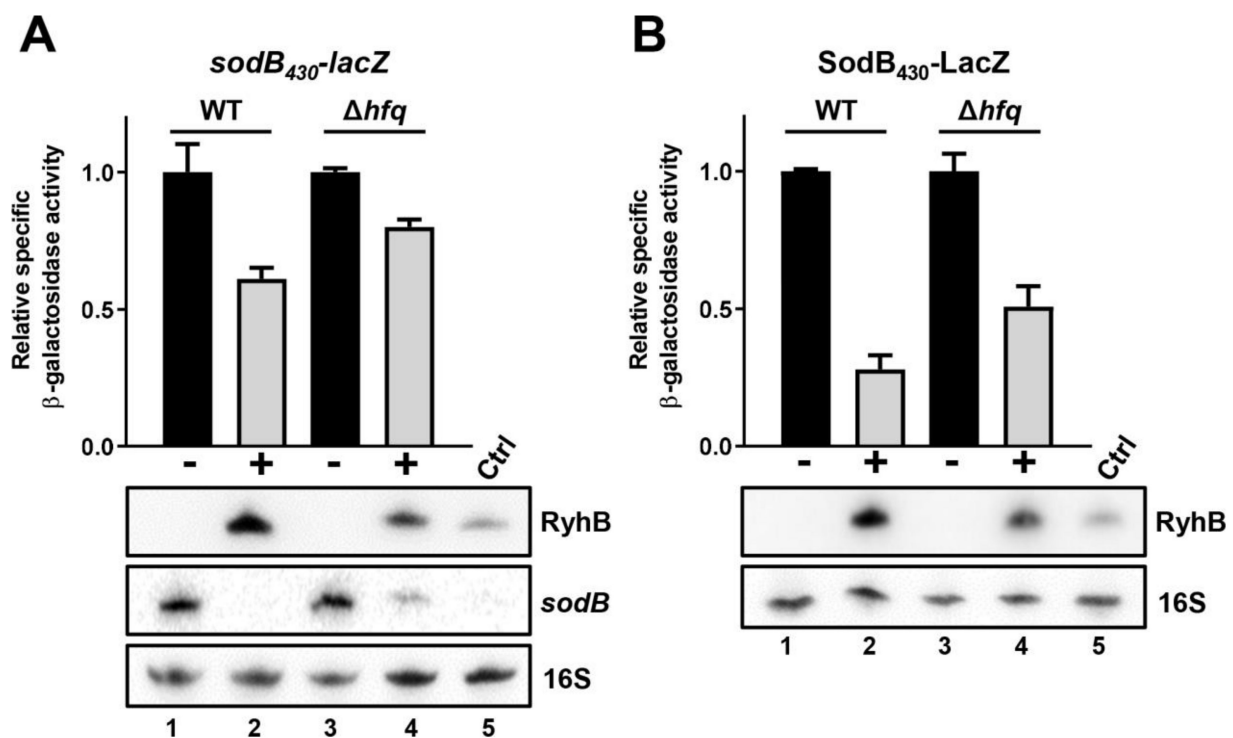 A
sodB430-lacZ
WT Δhfq
Relative specific
β-galactosidase activity
1.0
0.5
0.0
- + - + Ctrl
RyhB
sodB
16S
1 2 3 4 5
B
SodB430-LacZ
WT Δhfq
Relative specific
β-galactosidase activity
1.0
0.5
0.0
- + - + Ctrl
RyhB
16S
1 2 3 4 5